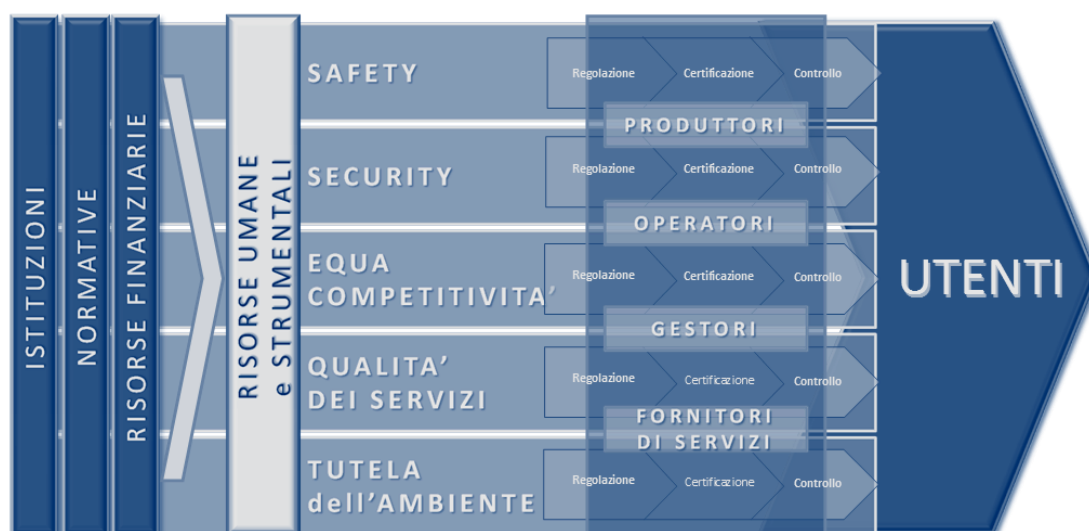 ISTITUZIONI
NORMATIVE
RISORSE FINANZIARIE
RISORSE UMANE
e STRUMENTALI
SAFETY
Regolazione
Certificazione
Controllo
PRODUTTORI
SECURITY
Regolazione
Certificazione
Controllo
OPERATORI
EQUA
COMPETITIVITA’
Regolazione
Certificazione
Controllo
GESTORI
QUALITA’
DEI SERVIZI
Regolazione
Certificazione
Controllo
FORNITORI
DI SERVIZI
TUTELA
dell’AMBIENTE
Regolazione
Certificazione
Controllo
UTENTI